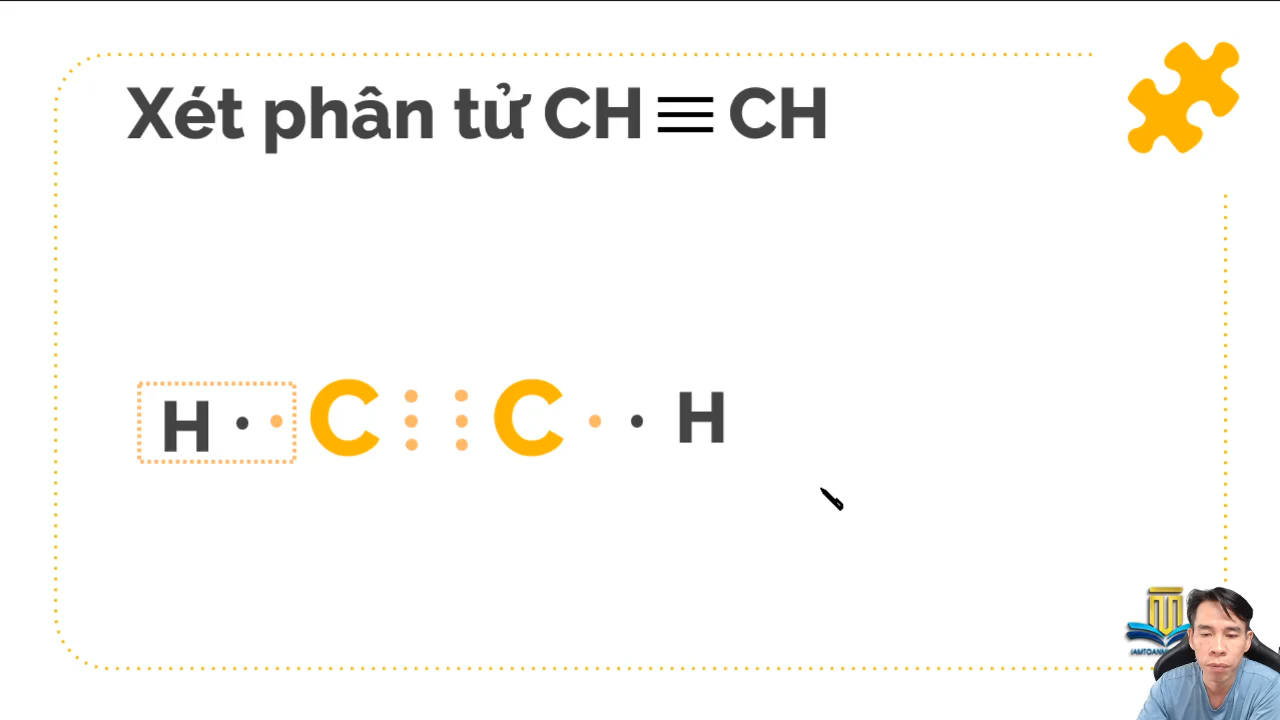 Xét phân tử CH ≡ CH
H • • C ⋮ ⋮ C • • H